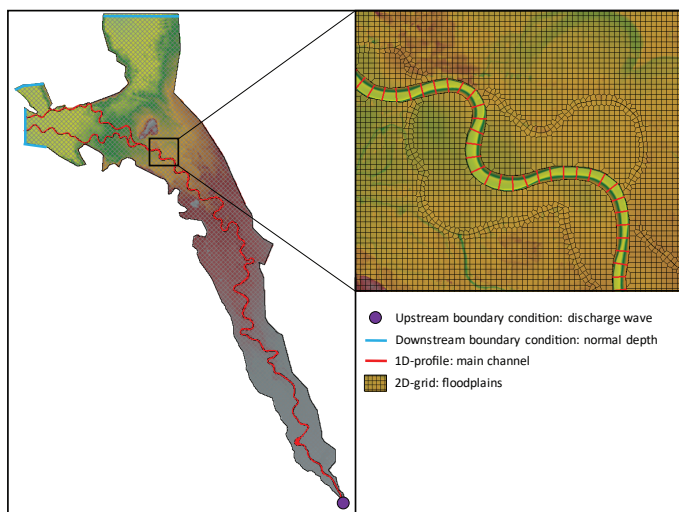 Upstream boundary condition: discharge wave
Downstream boundary condition: normal depth
1D-profile: main channel
2D-grid: floodplains